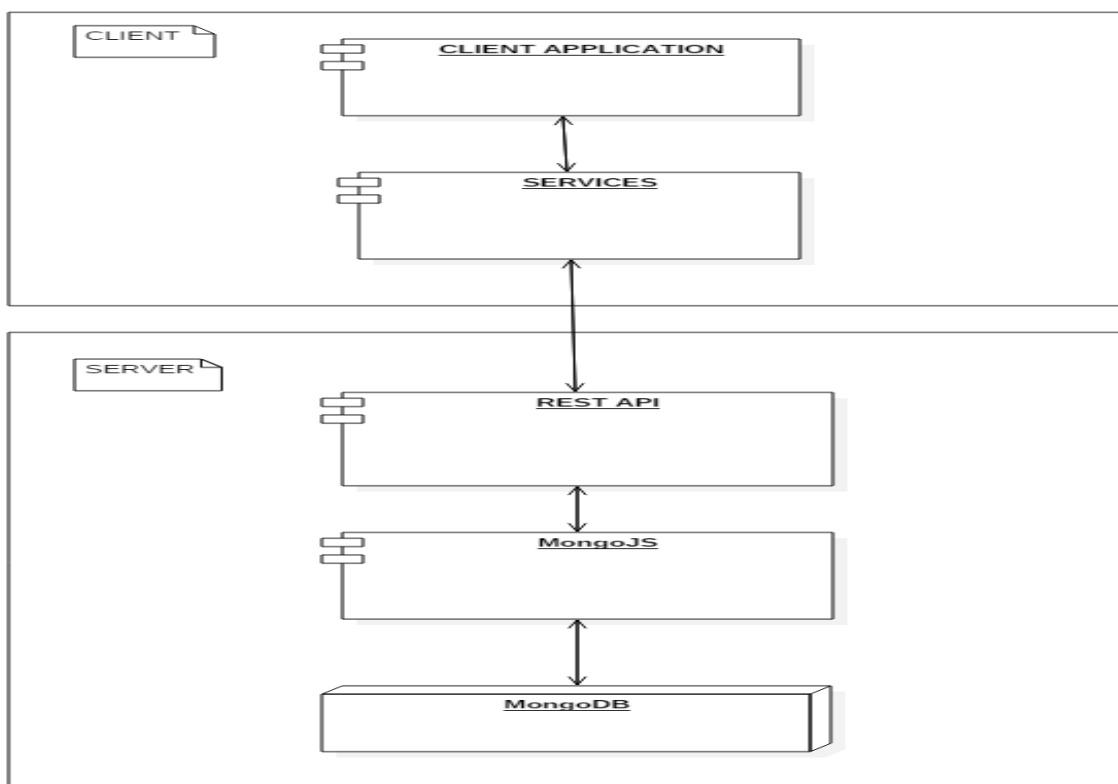 CLIENT
CLIENT APPLICATION
SERVICES
SERVER
REST API
MongoJS
MongoDB